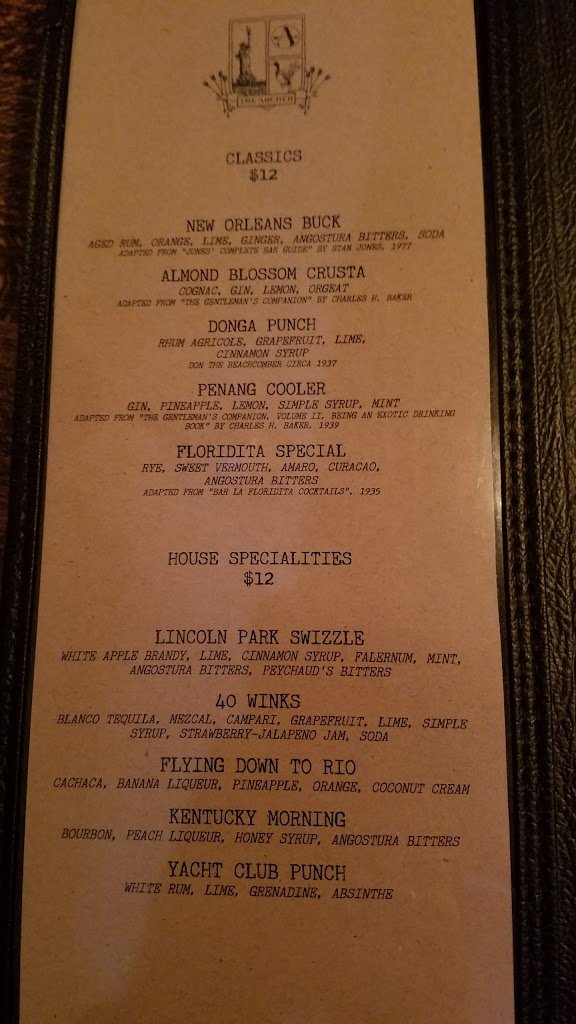 A
THE ARCHER
CLASSICS
$12
NEW ORLEANS BUCK
AGED RUM, ORANGE, LIME, GINGER, ANGOSTURA BITTERS, SODA
ADAPTED FROM "JONES' COMPLETE BAR GUIDE" BY STAN JONES, 1977
ALMOND BLOSSOM CRUSTA
COGNAC, GIN, LEMON, ORGEAT
ADAPTED FROM "THE GENTLEMAN'S COMPANION" BY CHARLES H. BAKER
DONGA PUNCH
RHUM AGRICOLE, GRAPEFRUIT, LIME,
CINNAMON SYRUP
DON THE BEACHCOMBER CIRCA 1937
PENANG COOLER
GIN, PINEAPPLE, LEMON, SIMPLE SYRUP, MINT
ADAPTED FROM "THE GENTLEMAN'S COMPANION, VOLUME II, BEING AN EXOTIC DRINKING
BOOK" BY CHARLES H. BAKER, 1939
FLORIDITA SPECIAL
RYE, SWEET VERMOUTH, AMARO, CURACAO,
ANGOSTURA BITTERS
ADAPTED FROM "BAR LA FLORIDITA COCKTAILS", 1935
HOUSE SPECIALITIES
$12
LINCOLN PARK SWIZZLE
WHITE APPLE BRANDY, LIME, CINNAMON SYRUP, FALERNUM, MINT,
ANGOSTURA BITTERS, PEYCHAUD'S BITTERS
40 WINKS
BLANCO TEQUILA, MEZCAL, CAMPARI, GRAPEFRUIT, LIME, SIMPLE
SYRUP, STRAWBERRY-JALAPENO JAM, SODA
FLYING DOWN TO RIO
CACHACA, BANANA LIQUEUR, PINEAPPLE, ORANGE, COCONUT CREAM
KENTUCKY MORNING
BOURBON, PEACH LIQUEUR, HONEY SYRUP, ANGOSTURA BITTERS
YACHT CLUB PUNCH
WHITE RUM, LIME, GRENADINE, ABSINTHE